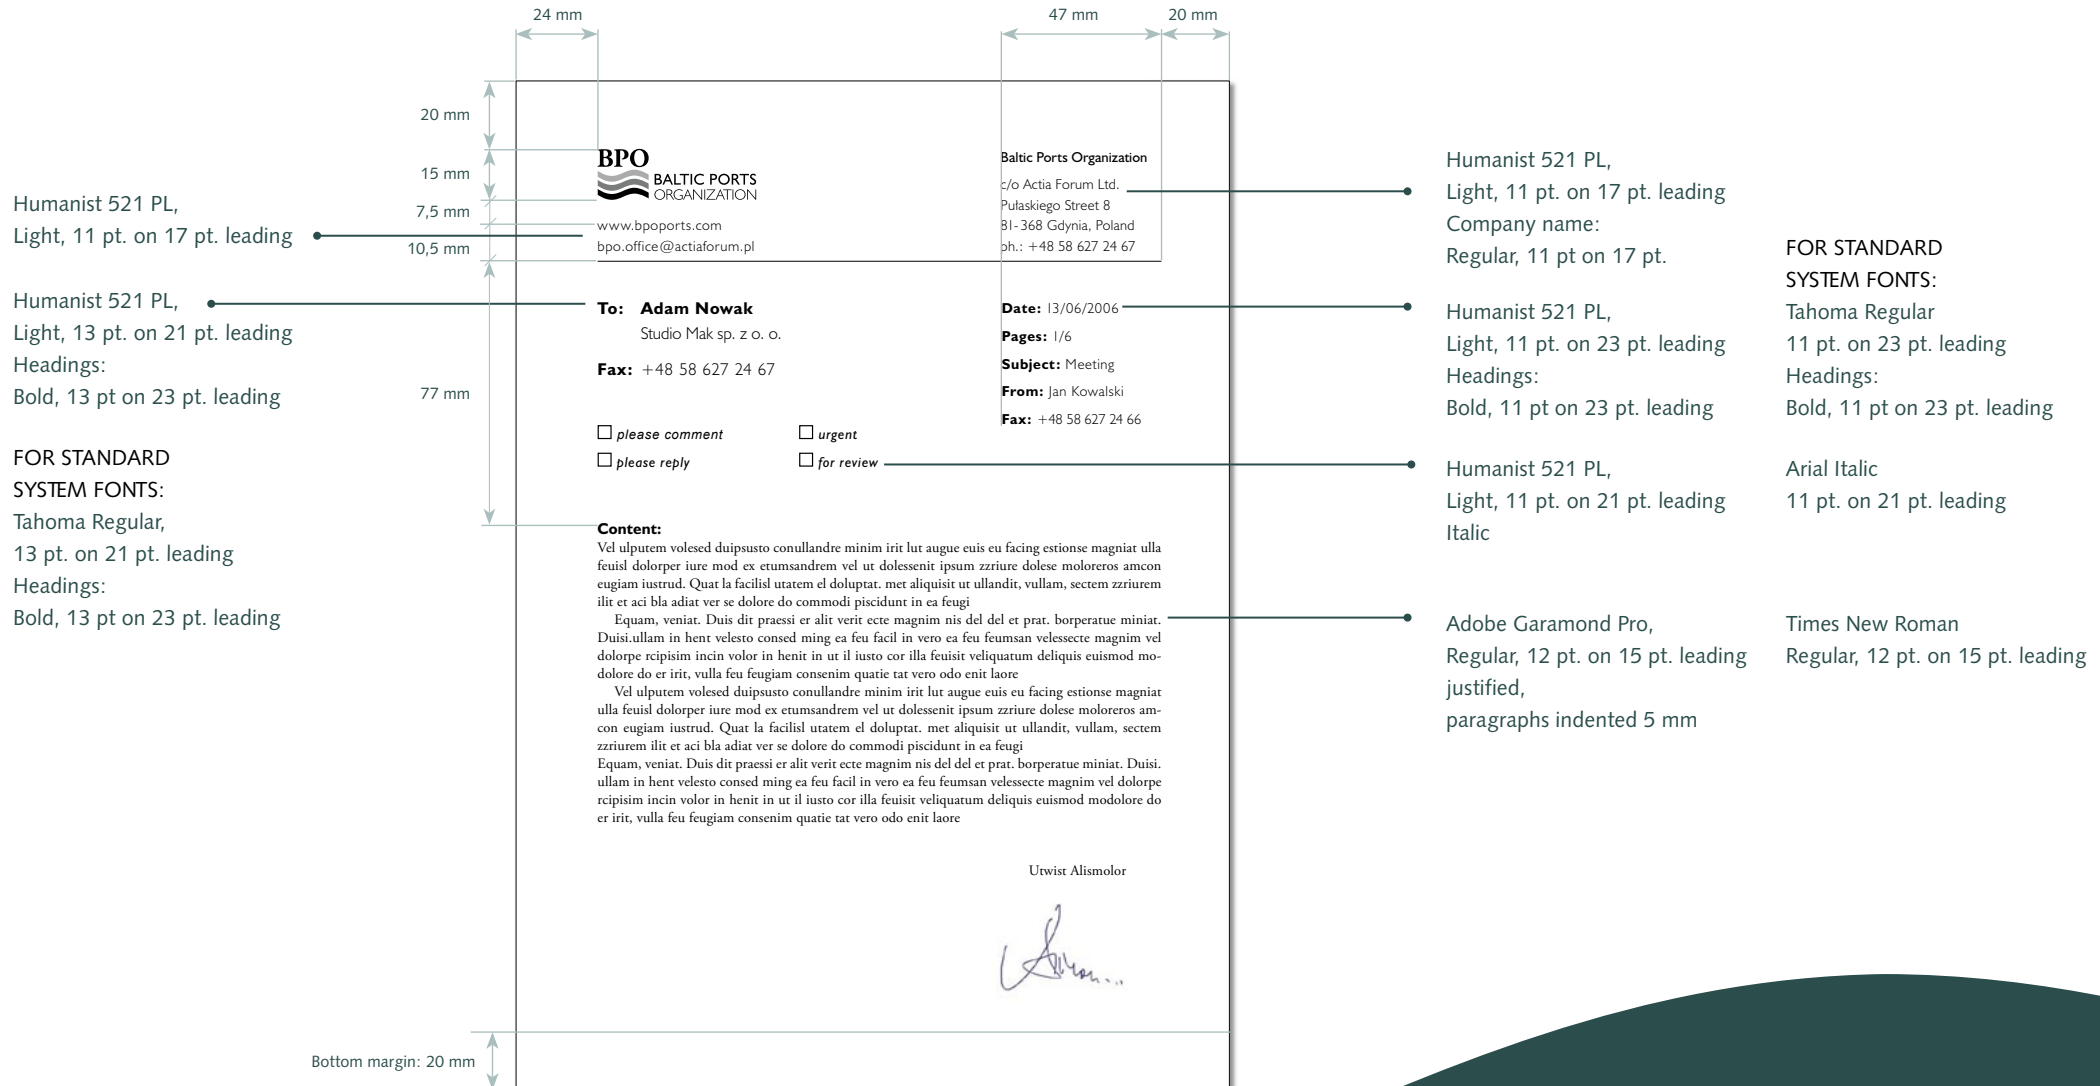 24 mm
47 mm
20 mm
20 mm
15 mm
7,5 mm
10,5 mm
77 mm
Bottom margin: 20 mm
Humanist 521 PL,
Light, 11 pt. on 17 pt. leading
Humanist 521 PL,
Light, 13 pt. on 21 pt. leading
Headings:
Bold, 13 pt on 23 pt. leading
FOR STANDARD
SYSTEM FONTS:
Tahoma Regular,
13 pt. on 21 pt. leading
Headings:
Bold, 13 pt on 23 pt. leading
BPO
BALTIC PORTS
ORGANIZATION
www.bpoports.com
bpo.office@actiaforum.pl
Baltic Ports Organization
c/o Actia Forum Ltd.
Pułaskiego Street 8
81-368 Gdynia, Poland
ph.: +48 58 627 24 67
To: Adam Nowak
Studio Mak sp. z o. o.
Fax: +48 58 627 24 67
Date: 13/06/2006
Pages: 1/6
Subject: Meeting
From: Jan Kowalski
Fax: +48 58 627 24 66
please comment
urgent
please reply
for review
Content:
Vel ulputem volesed duipsusto conullandre minim irit lut augue euis eu facing estionse magniat ulla
feuisl dolorper iure mod ex etumsandrem vel ut dolessenit ipsum zzriure dolese moloreros amcon
eugiam iustrud. Quat la facilisl utatem el doluptat. met aliquisit ut ullandit, vullam, sectem zzriurem
ilit et aci bla adiat ver se dolore do commodi piscidunt in ea feugi
Equam, veniat. Duis dit praessi er alit verit ecte magnim nis del del et prat. borperatue miniat.
Duisi.ullam in hent velesto consed ming ea feu facil in vero ea feu feumsan velessecte magnim vel
dolorpe rcipisim incin volor in henit in ut il iusto cor illa feuisit veliquatum deliquis euismod mo-
dolore do er irit, vulla feu feugiam consenim quatie tat vero odo enit laore
Vel ulputem volesed duipsusto conullandre minim irit lut augue euis eu facing estionse magniat
ulla feuisl dolorper iure mod ex etumsandrem vel ut dolessenit ipsum zzriure dolese moloreros am-
con eugiam iustrud. Quat la facilisl utatem el doluptat. met aliquisit ut ullandit, vullam, sectem
zzriurem ilit et aci bla adiat ver se dolore do commodi piscidunt in ea feugi
Equam, veniat. Duis dit praessi er alit verit ecte magnim nis del del et prat. borperatue miniat. Duisi.
ullam in hent velesto consed ming ea feu facil in vero ea feu feumsan velessecte magnim vel dolorpe
rcipisim incin volor in henit in ut il iusto cor illa feuisit veliquatum deliquis euismod modolore do
er irit, vulla feu feugiam consenim quatie tat vero odo enit laore
Utwist Alismolor
Humanist 521 PL,
Light, 11 pt. on 17 pt. leading
Company name:
Regular, 11 pt on 17 pt.
Humanist 521 PL,
Light, 11 pt. on 23 pt. leading
Headings:
Bold, 11 pt on 23 pt. leading
Humanist 521 PL,
Light, 11 pt. on 21 pt. leading
Italic
Adobe Garamond Pro,
Regular, 12 pt. on 15 pt. leading
justified,
paragraphs indented 5 mm
FOR STANDARD
SYSTEM FONTS:
Tahoma Regular
11 pt. on 23 pt. leading
Headings:
Bold, 11 pt on 23 pt. leading
Arial Italic
11 pt. on 21 pt. leading
Times New Roman
Regular, 12 pt. on 15 pt. leading